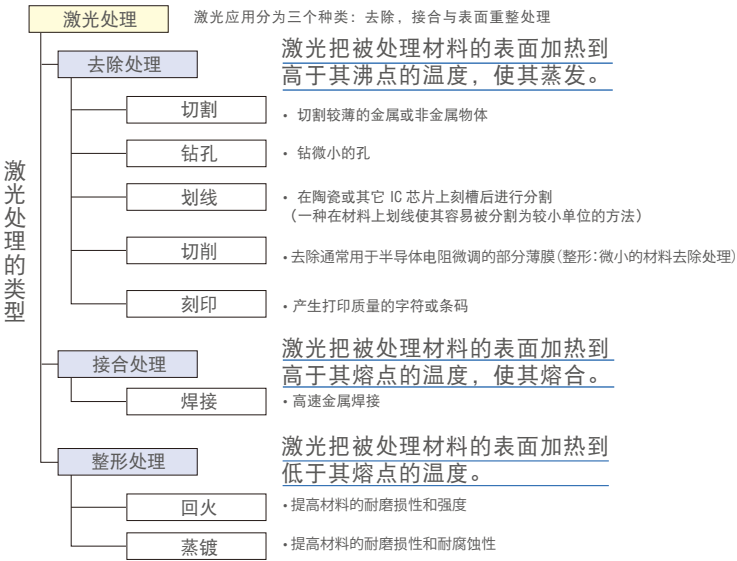 激光处理
激光应用分为三个种类：去除，接合与表面重整处理
激光处理的类型
去除处理
激光把被处理材料的表面加热到
高于其沸点的温度，使其蒸发。
切割
・切割较薄的金属或非金属物体
钻孔
・钻微小的孔
划线
・在陶瓷或其它 IC 芯片上刻槽后进行分割
（一种在材料上划线使其容易被分割为较小单位的方法）
切削
・去除通常用于半导体电阻微调的部分薄膜(整形：微小的材料去除处理)
刻印
・产生打印质量的字符或条码
接合处理
激光把被处理材料的表面加热到
高于其熔点的温度，使其熔合。
焊接
・高速金属焊接
整形处理
激光把被处理材料的表面加热到
低于其熔点的温度。
回火
・提高材料的耐磨损性和强度
蒸镀
・提高材料的耐磨损性和耐腐蚀性